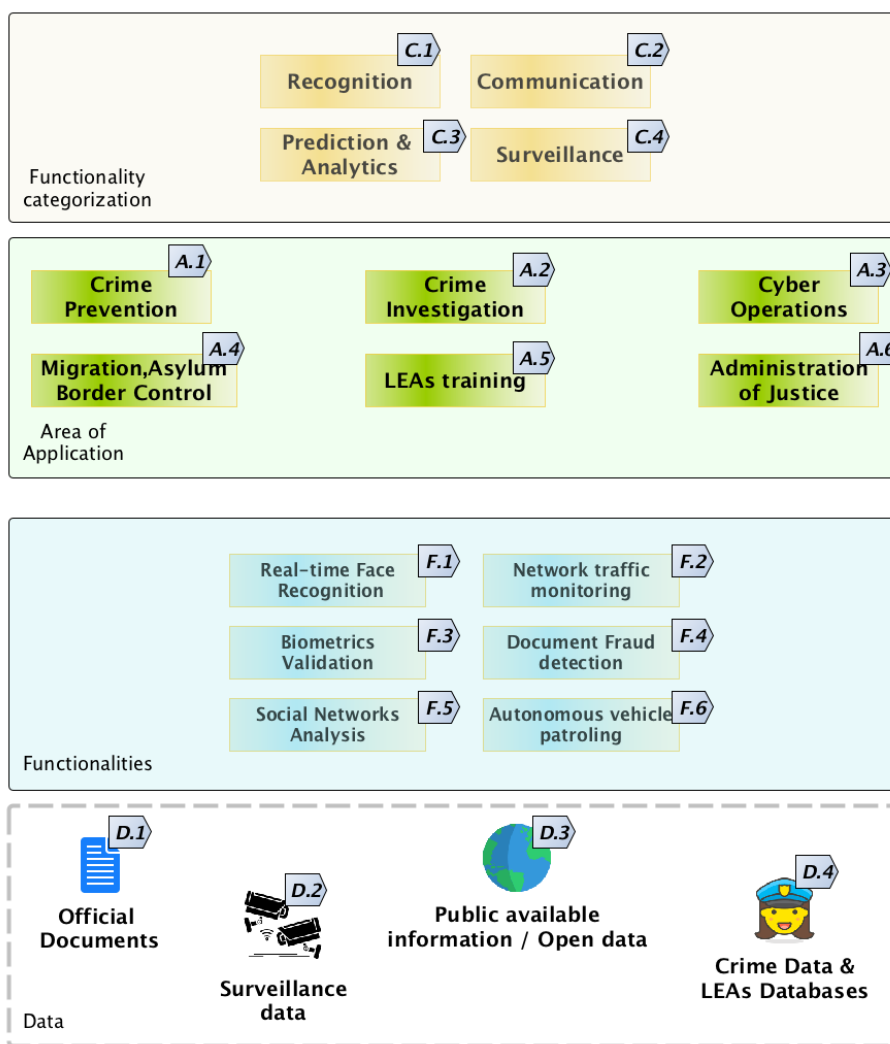 C.1
Recognition
C.2
Communication
C.3
Prediction &
Analytics
C.4
Surveillance
Functionality
categorization
A.1
Crime
Prevention
A.2
Crime
Investigation
A.3
Cyber
Operations
A.4
Migration,Asylum
Border Control
A.5
LEAs training
A.6
Administration
of Justice
Area of
Application
F.1
Real-time Face
Recognition
F.2
Network traffic
monitoring
F.3
Biometrics
Validation
F.4
Document Fraud
detection
F.5
Social Networks
Analysis
F.6
Autonomous vehicle
patroling
Functionalities
D.1
Official
Documents
D.2
Surveillance
data
D.3
Public available
information / Open data
D.4
Crime Data &
LEAs Databases
Data